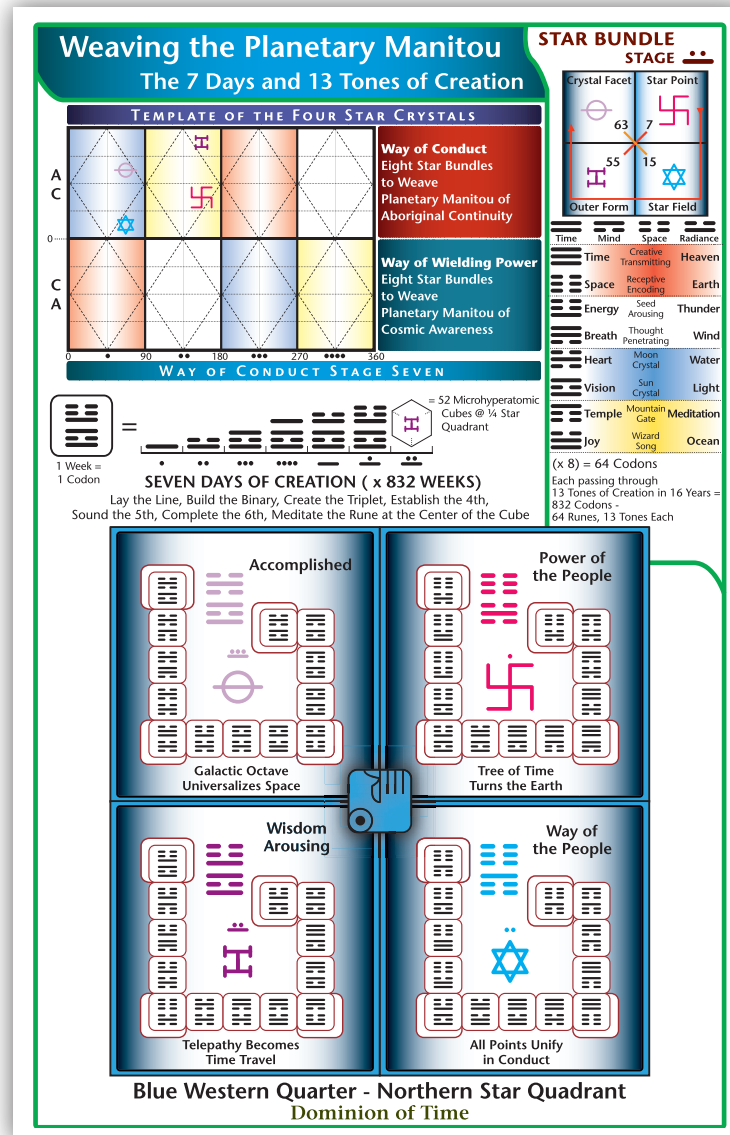 Weaving the Planetary Manitou
The 7 Days and 13 Tones of Creation
STAR BUNDLE
STAGE
Crystal Facet
Star Point
63
7
55
15
Outer Form
Star Field
TEMPLATE OF THE FOUR STAR CRYSTALS
A
C
0
C
A
0
90
180
270
360
Way of Conduct
Eight Star Bundles
to Weave
Planetary Manitou of
Aboriginal Continuity
Way of Wielding Power
Eight Star Bundles
to Weave
Planetary Manitou of
Cosmic Awareness
WAY OF CONDUCT STAGE SEVEN
Time
Mind
Space
Radiance
Time
Creative
Transmitting
Heaven
Space
Receptive
Encoding
Earth
Energy
Seed
Arousing
Thunder
Breath
Thought
Penetrating
Wind
Heart
Moon
Crystal
Water
Vision
Sun
Crystal
Light
Temple
Mountain
Gate
Meditation
Joy
Wizard
Song
Ocean
(x 8) = 64 Codons
Each passing through
13 Tones of Creation in 16 Years =
832 Codons -
64 Runes, 13 Tones Each
1 Week =
1 Codon
=
= 52 Microhyperatomic
Cubes @ ¼ Star
Quadrant
SEVEN DAYS OF CREATION ( x 832 WEEKS)
Lay the Line, Build the Binary, Create the Triplet, Establish the 4th,
Sound the 5th, Complete the 6th, Meditate the Rune at the Center of the Cube
Accomplished
Galactic Octave
Universalizes Space
Power of
the People
Tree of Time
Turns the Earth
Wisdom
Arousing
Telepathy Becomes
Time Travel
Way of
the People
All Points Unify
in Conduct
Blue Western Quarter - Northern Star Quadrant
Dominion of Time